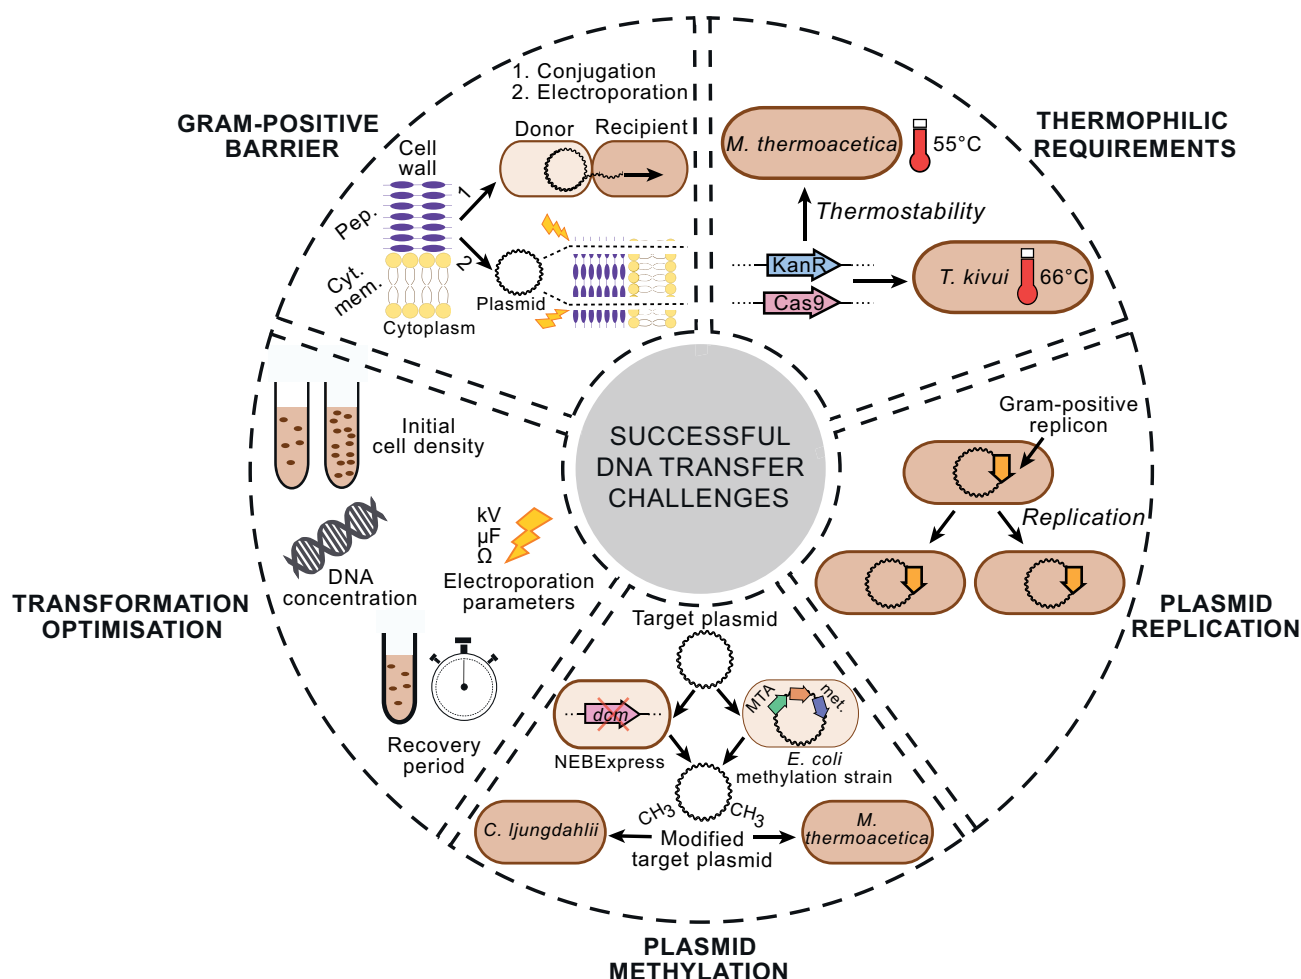 GRAM-POSITIVE
BARRIER
1. Conjugation
2. Electroporation
Donor
Recipient
Cell
wall
Pep.
Cyt.
mem.
Cytoplasm
1
2
Plasmid
THERMOPHILIC
REQUIREMENTS
M. thermoacetica
55°C
Thermostability
KanR
Cas9
T. kivui
66°C
SUCCESSFUL
DNA TRANSFER
CHALLENGES
Gram-positive
replicon
Replication
PLASMID
REPLICATION
Initial
cell density
kV
µF
Ω
Electroporation
parameters
DNA
concentration
Recovery
period
TRANSFORMATION
OPTIMISATION
Target plasmid
dcm
NEBExpress
MTA
met.
E. coli
methylation strain
CH3
CH3
Modified
target plasmid
C. ljungdahlii
M.
thermoacetica
PLASMID
METHYLATION